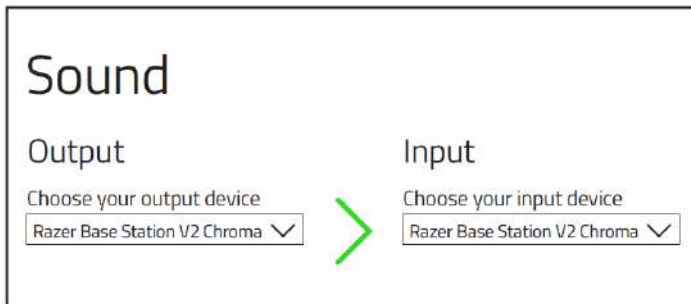 Sound
Output
Choose your output device
Razer Base Station V2 Chroma
Input
Choose your input device
Razer Base Station V2 Chroma